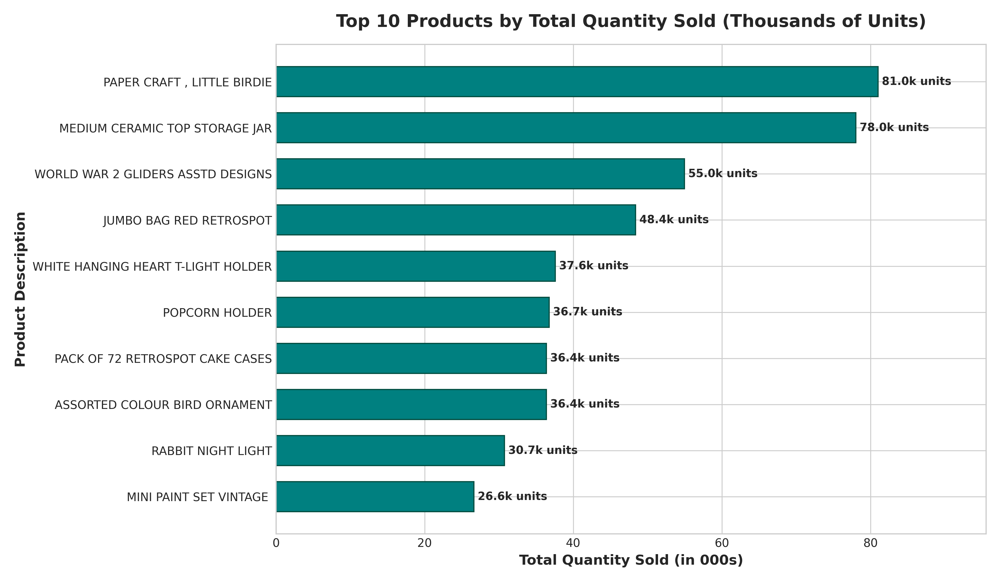 Top 10 Products by Total Quantity Sold (Thousands of Units)
PAPER CRAFT , LITTLE BIRDIE 81.0k units
MEDIUM CERAMIC TOP STORAGE JAR 78.0k units
WORLD WAR 2 GLIDERS ASSTD DESIGNS 55.0k units
JUMBO BAG RED RETROSPOT 48.4k units
WHITE HANGING HEART T-LIGHT HOLDER 37.6k units
POPCORN HOLDER 36.7k units
PACK OF 72 RETROSPOT CAKE CASES 36.4k units
ASSORTED COLOUR BIRD ORNAMENT 36.4k units
RABBIT NIGHT LIGHT 30.7k units
MINI PAINT SET VINTAGE 26.6k units
Product Description
0 20 40 60 80
Total Quantity Sold (in 000s)